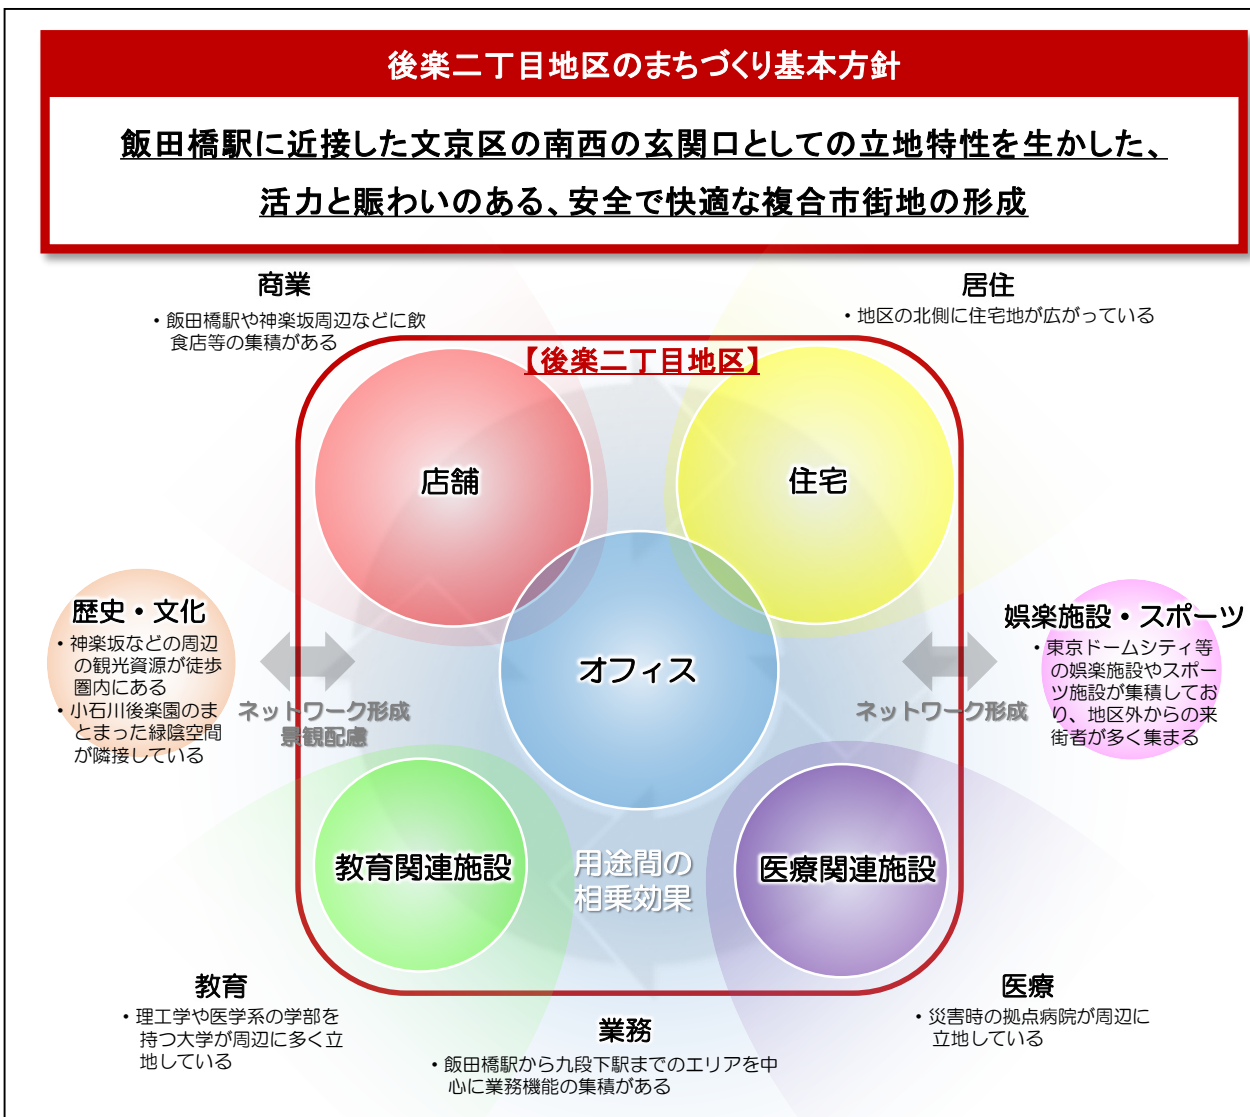 後楽二丁目地区のまちづくり基本方針
飯田橋駅に近接した文京区の南西の玄関口としての立地特性を生かした、
活力と賑わいのある、安全で快適な複合市街地の形成
商業
・飯田橋駅や神楽坂周辺などに飲
食店等の集積がある
居住
・地区の北側に住宅地が広がっている
【後楽二丁目地区】
店舗
住宅
オフィス
歴史・文化
・神楽坂などの周辺
の観光資源が徒歩
圏内にある
・小石川後楽園のま
とまった緑陰空間
が隣接している
ネットワーク形成
景観配慮
娯楽施設・スポーツ
・東京ドームシティ等
の娯楽施設やスポー
ツ施設が集積してお
り、地区外からの来
街者が多く集まる
ネットワーク形成
教育関連施設
用途間の
相乗効果
医療関連施設
教育
・理工学や医学系の学部を
持つ大学が周辺に多く立
地している
業務
・飯田橋駅から九段下駅までのエリアを中
心に業務機能の集積がある
医療
・災害時の拠点病院が周辺に
立地している